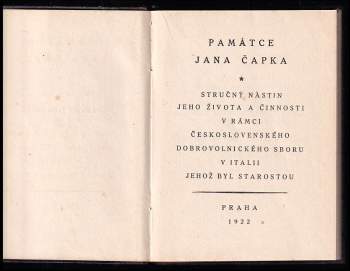 PAMÁTCE
JANA ČAPKA
*
STRUČNÝ NÁSTIN
JEHO ŽIVOTA A ČINNOSTI
V RÁMCI
ČESKOSLOVENSKÉHO
DOBROVOLNICKÉHO SBORU
V ITALII
JEHOŽ BYL STAROSTOU
PRAHA
1922